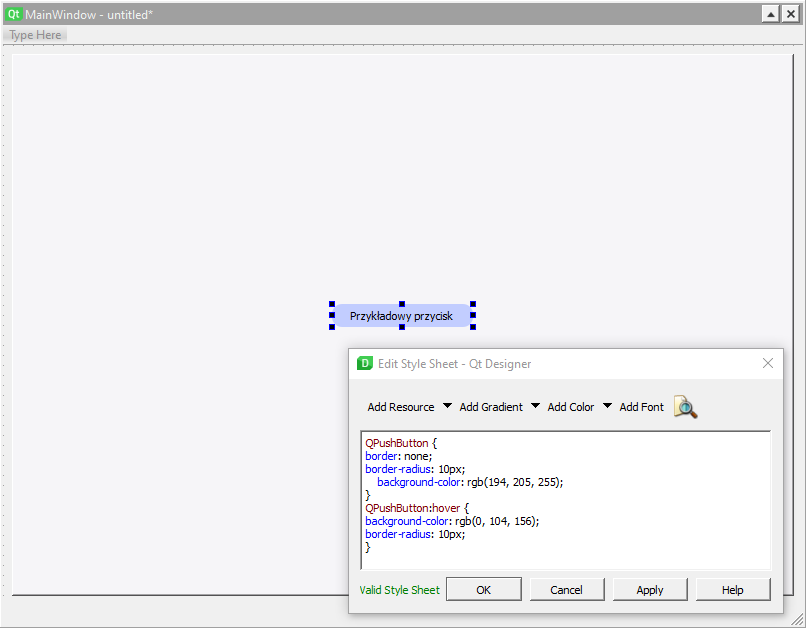 Qt MainWindow - untitled*
Type Here
Przykładowy przycisk
D Edit Style Sheet - Qt Designer
Add Resource Add Gradient Add Color Add Font
QPushButton {
border: none;
border-radius: 10px;
    background-color: rgb(194, 205, 255);
}
QPushButton:hover {
background-color: rgb(0, 104, 156);
border-radius: 10px;
}
Valid Style Sheet OK Cancel Apply Help